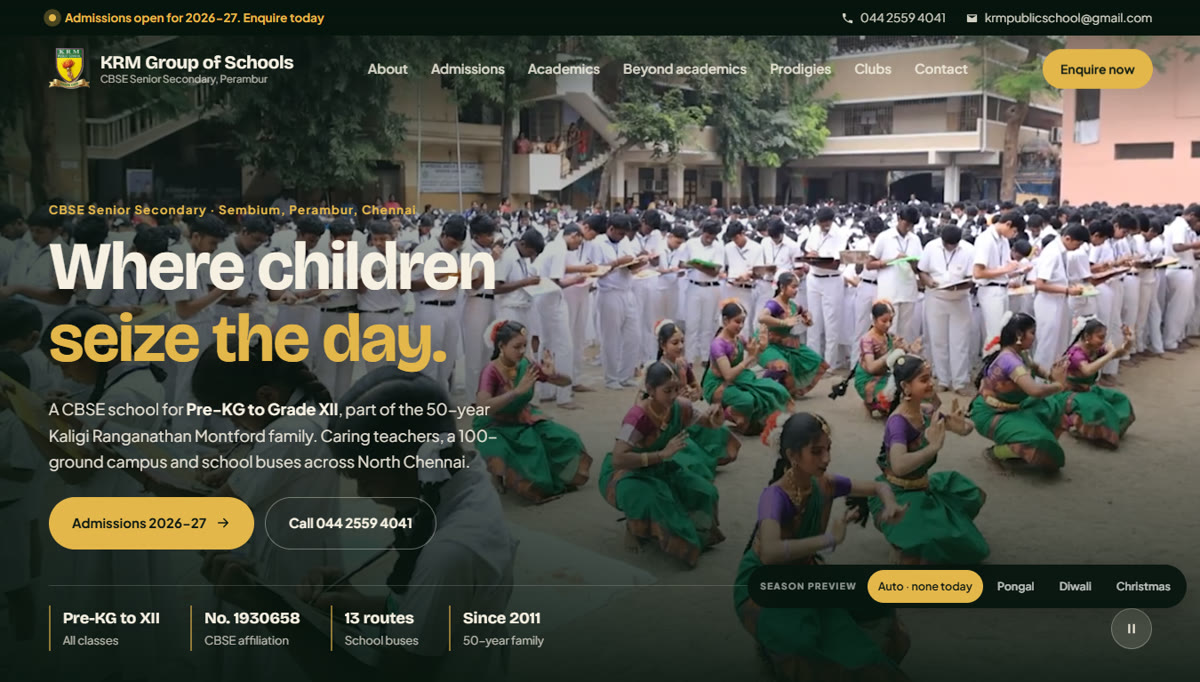 Admissions open for 2026–27. Enquire today
044 2559 4041
krmpublicschool@gmail.com
KRM
KRM Group of Schools
CBSE Senior Secondary, Perambur
About
Admissions
Academics
Beyond academics
Prodigies
Clubs
Contact
Enquire now
CBSE Senior Secondary · Sembium, Perambur, Chennai
Where children
seize the day.
A CBSE school for Pre-KG to Grade XII, part of the 50-year
Kaligi Ranganathan Montford family. Caring teachers, a 100-
ground campus and school buses across North Chennai.
Admissions 2026–27 →
Call 044 2559 4041
SEASON PREVIEW
Auto · none today
Pongal
Diwali
Christmas
Pre-KG to XII
All classes
No. 1930658
CBSE affiliation
13 routes
School buses
Since 2011
50-year family